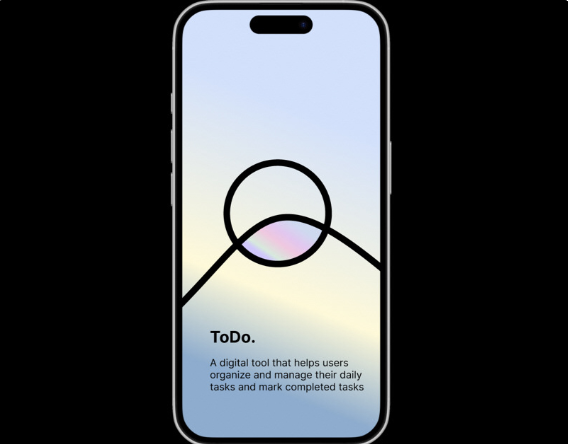 ToDo.
A digital tool that helps users
organize and manage their daily
tasks and mark completed tasks